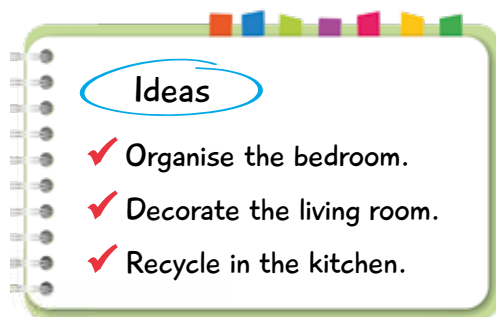 Ideas
Organise the bedroom.
Decorate the living room.
Recycle in the kitchen.